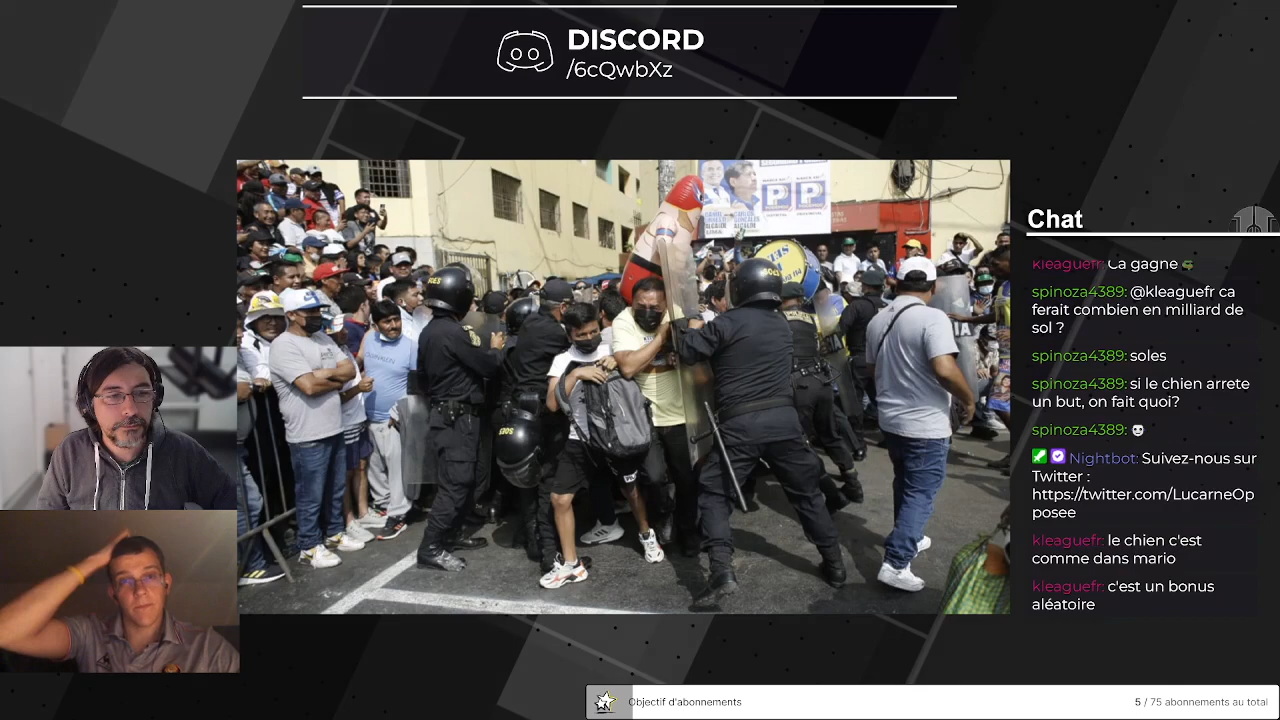 DISCORD
/6cQwbXz
Chat
kleaguefr: Ca gagne
spinoza4389: @kleaguefr ca
ferait combien en milliard de
sol ?
spinoza4389: soles
spinoza4389: si le chien arrete
un but, on fait quoi?
spinoza4389:
Nightbot: Suivez-nous sur
Twitter :
https://twitter.com/LucarneOp
posee
kleaguefr: le chien c'est
comme dans mario
kleaguefr: c'est un bonus
aléatoire
P P
Objectif d'abonnements
5 / 75 abonnements au total